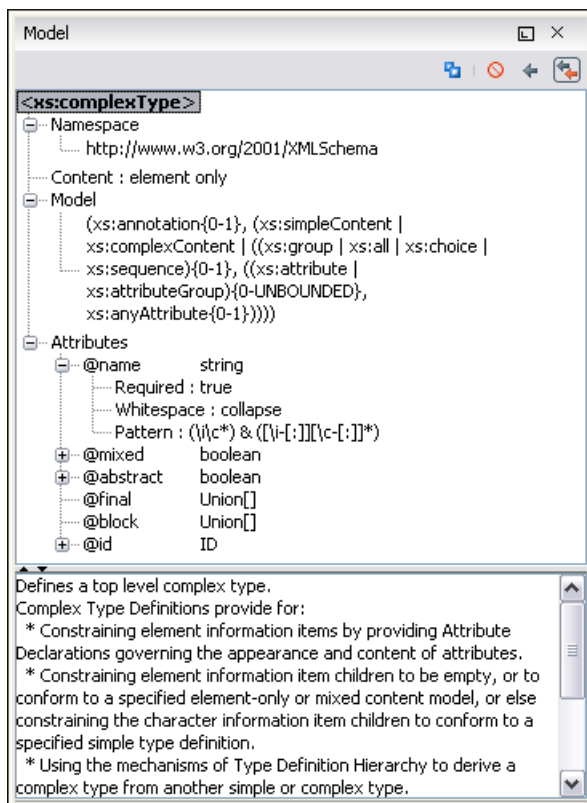 Model
<xs:complexType>
Namespace
http://www.w3.org/2001/XMLSchema
Content : element only
Model
(xs:annotation{0-1}, (xs:simpleContent |
xs:complexContent | ((xs:group | xs:all | xs:choice |
xs:sequence){0-1}, ((xs:attribute |
xs:attributeGroup){0-UNBOUNDED},
xs:anyAttribute{0-1}))))
Attributes
@name string
Required : true
Whitespace : collapse
Pattern : (\i\c*) & ([\i-[:]][\c-[:]]*)
@mixed boolean
@abstract boolean
@final Union[]
@block Union[]
@id ID
Defines a top level complex type.
Complex Type Definitions provide for:
* Constraining element information items by providing Attribute
Declarations governing the appearance and content of attributes.
* Constraining element information item children to be empty, or to
conform to a specified element-only or mixed content model, or else
constraining the character information item children to conform to a
specified simple type definition.
* Using the mechanisms of Type Definition Hierarchy to derive a
complex type from another simple or complex type.